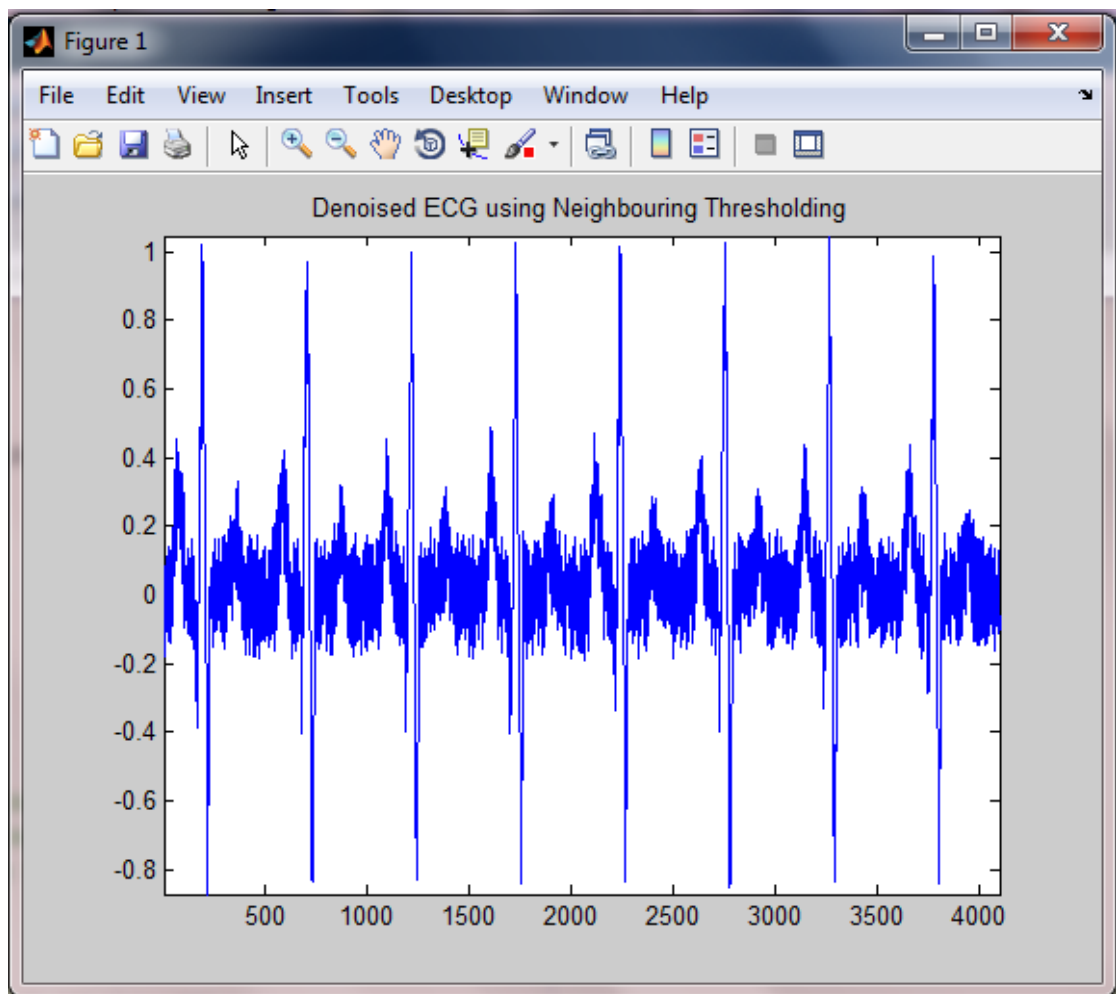 Figure 1
File Edit View Insert Tools Desktop Window Help
Denoised ECG using Neighbouring Thresholding
1
0.8
0.6
0.4
0.2
0
-0.2
-0.4
-0.6
-0.8
500 1000 1500 2000 2500 3000 3500 4000